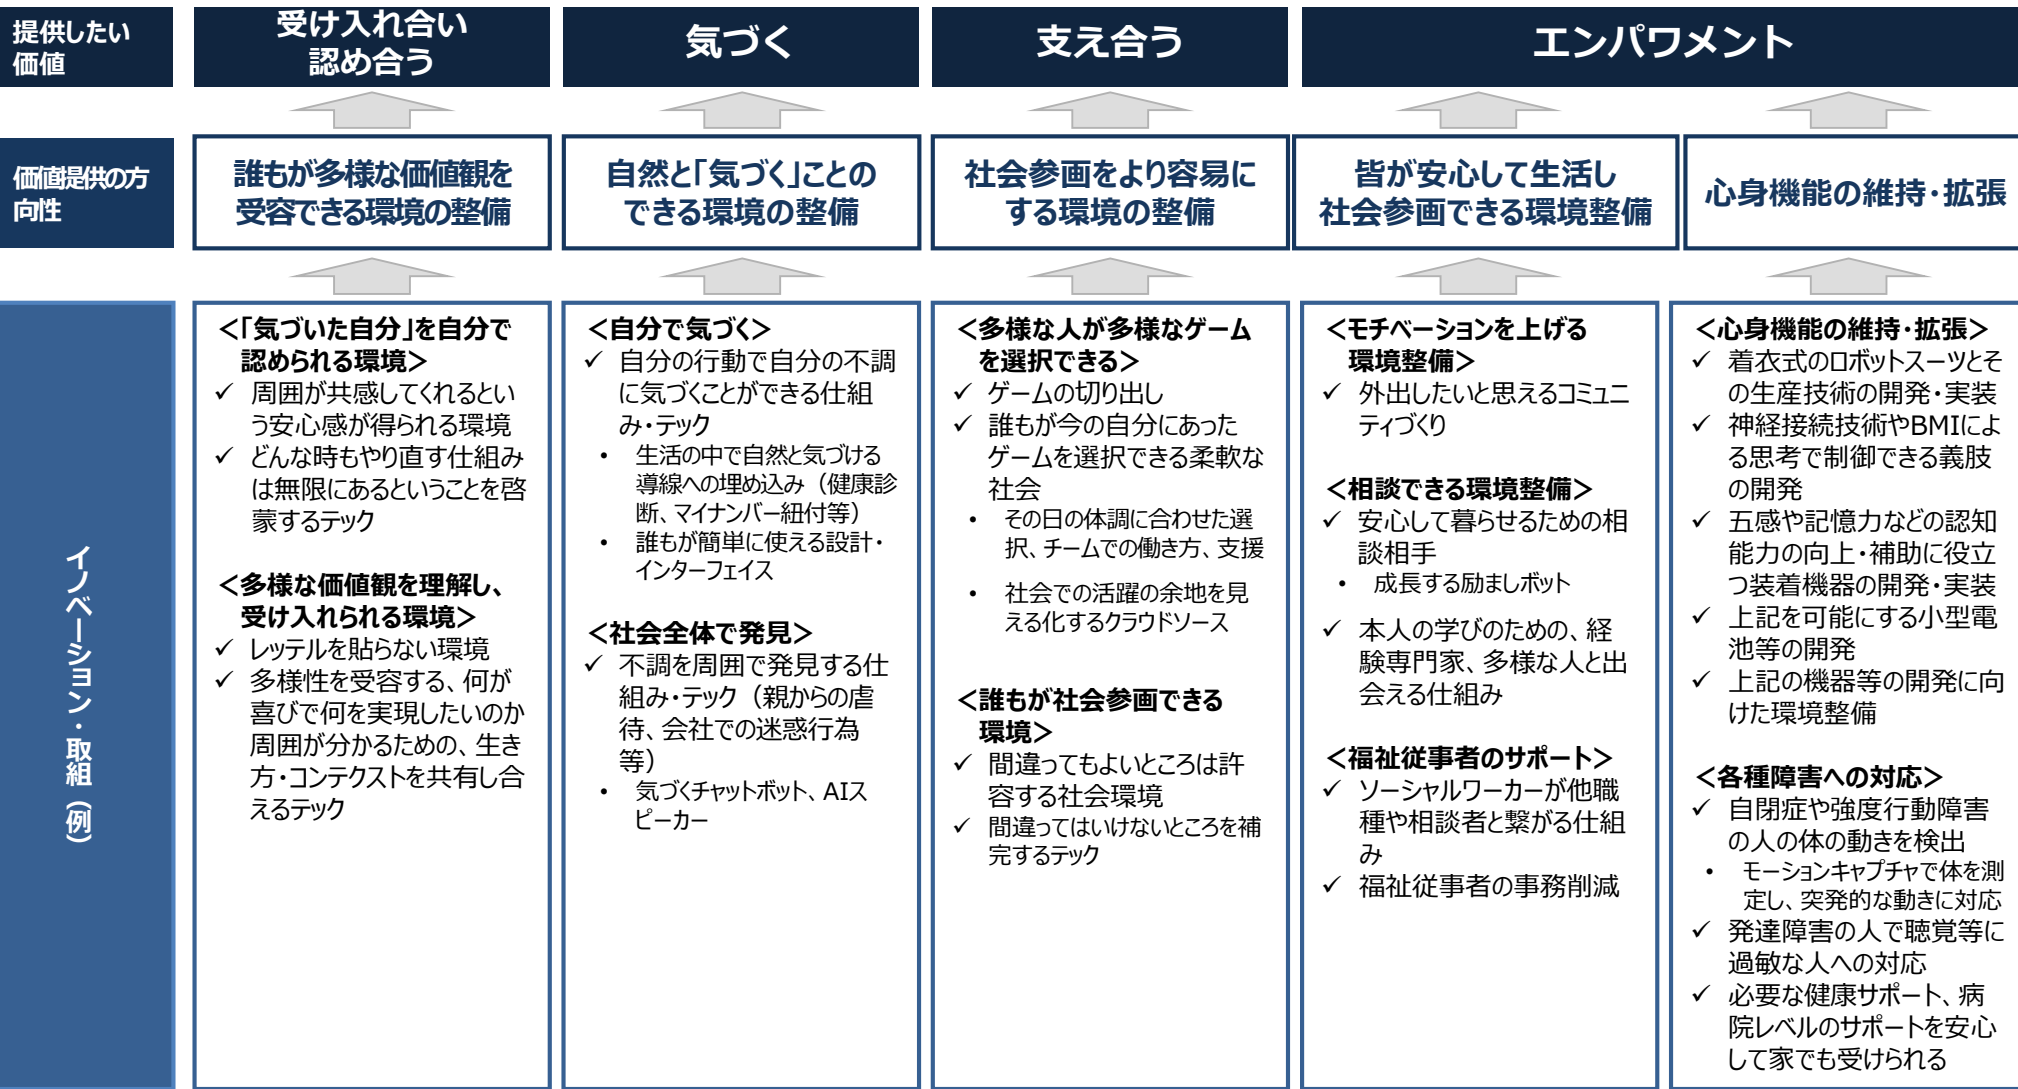 提供したい
価値
受け入れ合い
認め合う
気づく
支え合う
エンパワメント
価値提供の方
向性
誰もが多様な価値観を
受容できる環境の整備
自然と「気づく」ことの
できる環境の整備
社会参画をより容易に
する環境の整備
皆が安心して生活し
社会参画できる環境整備
心身機能の維持・拡張
イノベーション・取組（例）
＜「気づいた自分」を自分で
認められる環境＞
✓ 周囲が共感してくれるとい
う安心感が得られる環境
✓ どんな時もやり直す仕組み
は無限にあるということを啓
蒙するテック
＜多様な価値観を理解し、
受け入れられる環境＞
✓ レッテルを貼らない環境
✓ 多様性を受容する、何が
喜びで何を実現したいのか
周囲が分かるための、生き
方・コンテクストを共有し合
えるテック
＜自分で気づく＞
✓ 自分の行動で自分の不調
に気づくことができる仕組
み・テック
• 生活の中で自然と気づける
導線への埋め込み（健康診
断、マイナンバー紐付等）
• 誰もが簡単に使える設計・
インターフェイス
＜社会全体で発見＞
✓ 不調を周囲で発見する仕
組み・テック（親からの虐
待、会社での迷惑行為
等）
• 気づくチャットボット、AIス
ピーカー
＜多様な人が多様なゲーム
を選択できる＞
✓ ゲームの切り出し
✓ 誰もが今の自分にあった
ゲームを選択できる柔軟な
社会
• その日の体調に合わせた選
択、チームでの働き方、支援
• 社会での活躍の余地を見
える化するクラウドソース
＜誰もが社会参画できる
環境＞
✓ 間違ってもよいところは許
容する社会環境
✓ 間違ってはいけないところを補
完するテック
＜モチベーションを上げる
環境整備＞
✓ 外出したいと思えるコミュニ
ティづくり
＜相談できる環境整備＞
✓ 安心して暮らせるための相
談相手
• 成長する励ましボット
✓ 本人の学びのための、経
験専門家、多様な人と出
会える仕組み
＜福祉従事者のサポート＞
✓ ソーシャルワーカーが他職
種や相談者と繋がる仕組
み
✓ 福祉従事者の事務削減
＜心身機能の維持・拡張＞
✓ 着衣式のロボットスーツとそ
の生産技術の開発・実装
✓ 神経接続技術やBMIによ
る思考で制御できる義肢
の開発
✓ 五感や記憶力などの認知
能力の向上・補助に役立
つ装着機器の開発・実装
✓ 上記を可能にする小型電
池等の開発
✓ 上記の機器等の開発に向
けた環境整備
＜各種障害への対応＞
✓ 自閉症や強度行動障害
の人の体の動きを検出
• モーションキャプチャで体を測
定し、突発的な動きに対応
✓ 発達障害の人で聴覚等に
過敏な人への対応
✓ 必要な健康サポート、病
院レベルのサポートを安心
して家でも受けられる